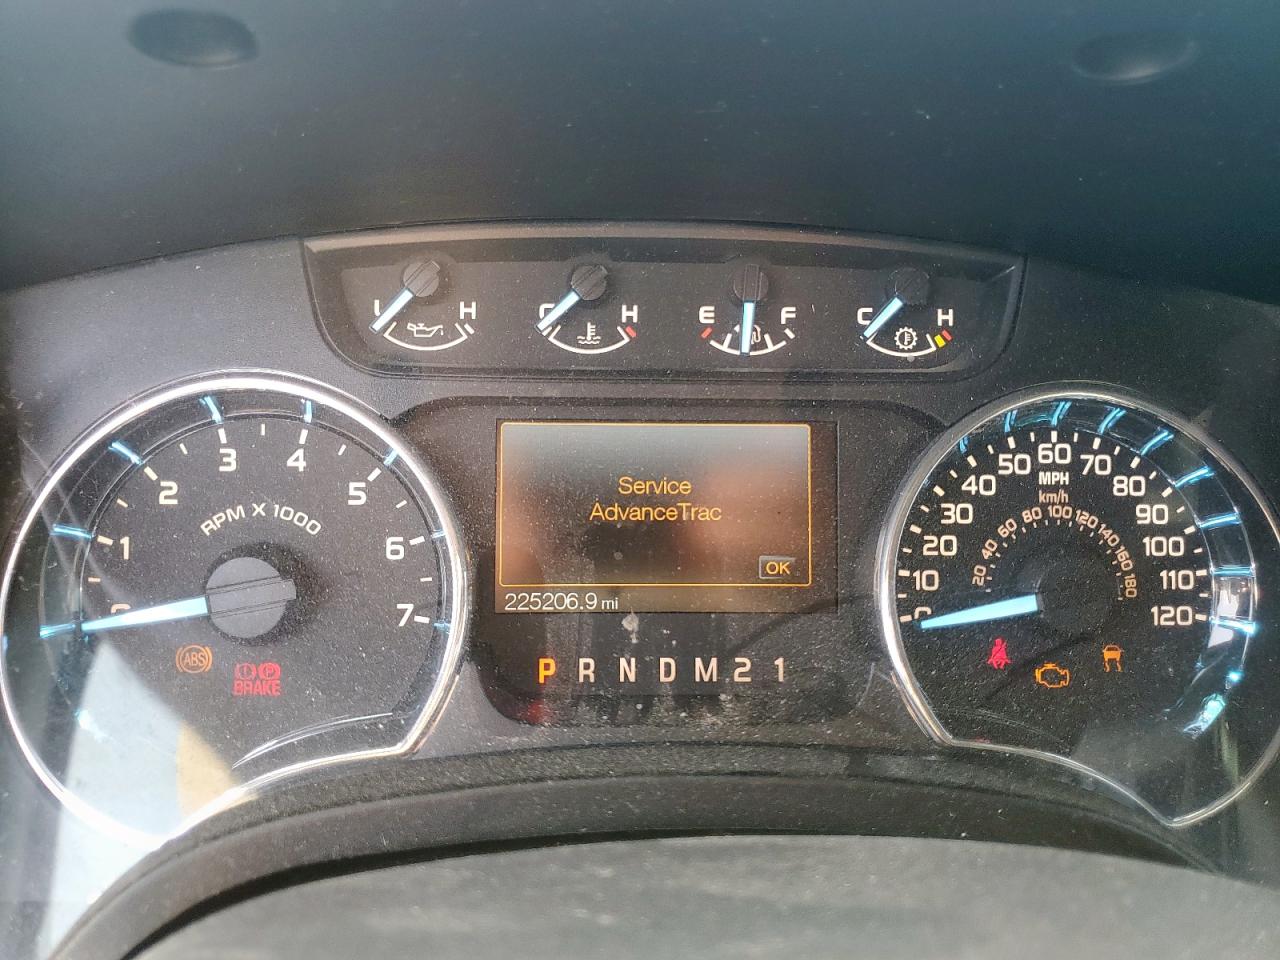 L H
C H
E F
C H
0 1 2 3 4 5 6 7
RPM X 1000
ABS
BRAKE
Service
AdvanceTrac
OK
225206.9 mi
P R N D M 2 1
0 10 20 30 40 50 60 70 80 90 100 110 120
MPH
km/h
20 40 60 80 100 120 140 160 180